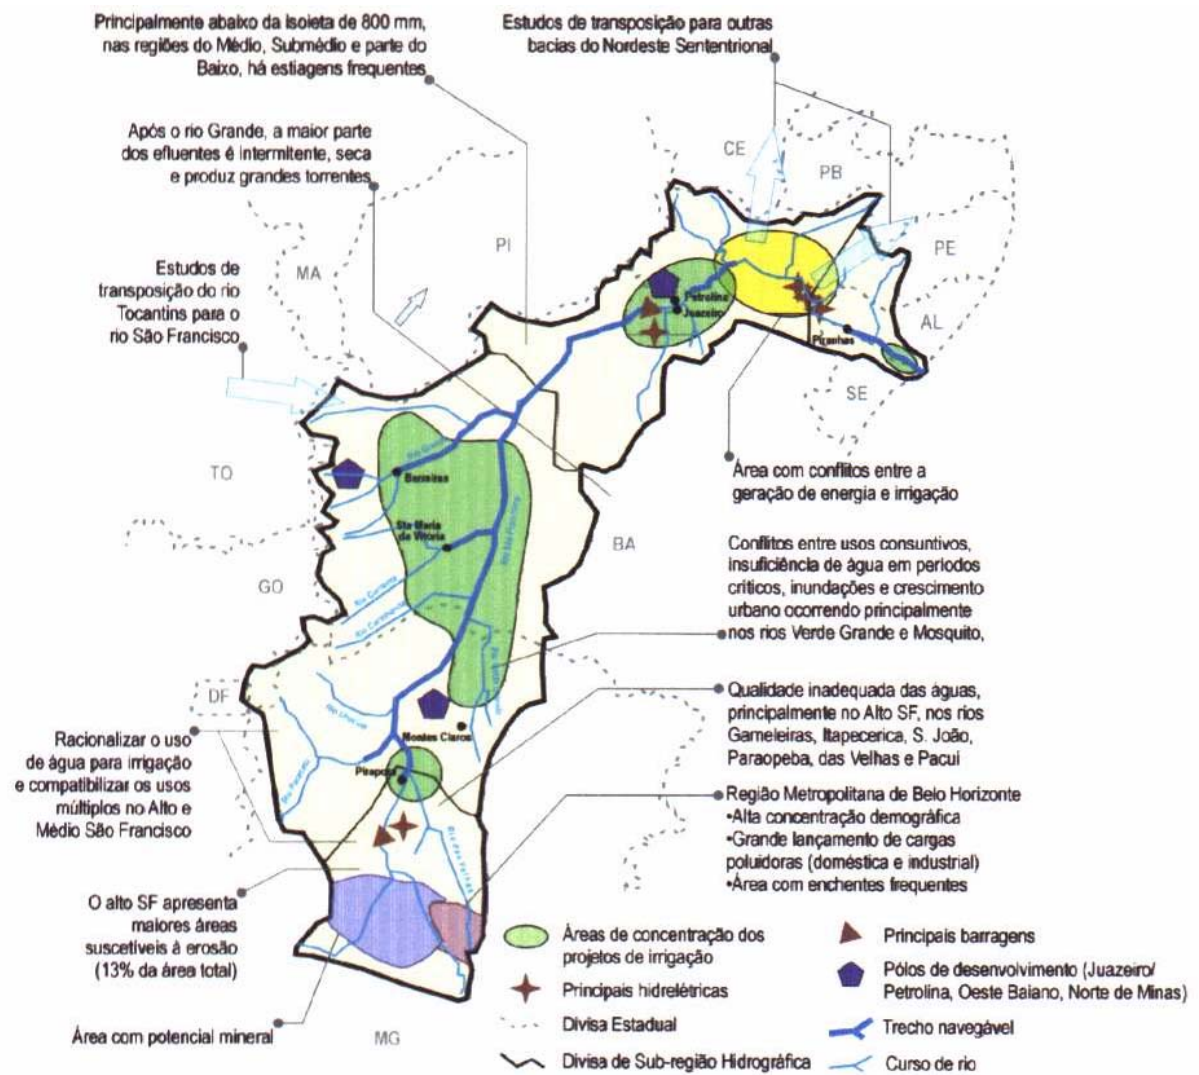 Principalmente abaixo da Isoieta de 800 mm,
nas regiões do Médio, Submédio e parte do
Baixo, há estiagens frequentes
Estudos de transposição para outras
bacias do Nordeste Sententrional
Após o rio Grande, a maior parte
dos efluentes é intermitente, seca
e produz grandes torrentes
Estudos de
transposição do rio
Tocantins para o
rio São Francisco
CE
PB
PI
PE
MA
AL
SE
TO
BA
GO
DF
MG
Petrolina
Juazeiro
Piranhas
Barreiras
Sta Maria
da Vitoria
Rio Corrente
Montes Claros
Pirapora
Rio das Velhas
Área com conflitos entre a
geração de energia e irrigação
Conflitos entre usos consuntivos,
insuficiência de água em períodos
críticos, inundações e crescimento
urbano ocorrendo principalmente
nos rios Verde Grande e Mosquito,
Qualidade inadequada das águas,
principalmente no Alto SF, nos rios
Gameleiras, Itapecerica, S. João,
Paraopeba, das Velhas e Pacuí
Região Metropolitana de Belo Horizonte
•Alta concentração demográfica
•Grande lançamento de cargas
poluidoras (doméstica e industrial)
•Área com enchentes frequentes
Racionalizar o uso
de água para irrigação
e compatibilizar os usos
múltiplos no Alto e
Médio São Francisco
O alto SF apresenta
maiores áreas
suscetíveis à erosão
(13% da área total)
Área com potencial mineral
Áreas de concentração dos
projetos de irrigação
Principais hidrelétricas
Divisa Estadual
Divisa de Sub-região Hidrográfica
Principais barragens
Pólos de desenvolvimento (Juazeiro/
Petrolina, Oeste Baiano, Norte de Minas)
Trecho navegável
Curso de rio